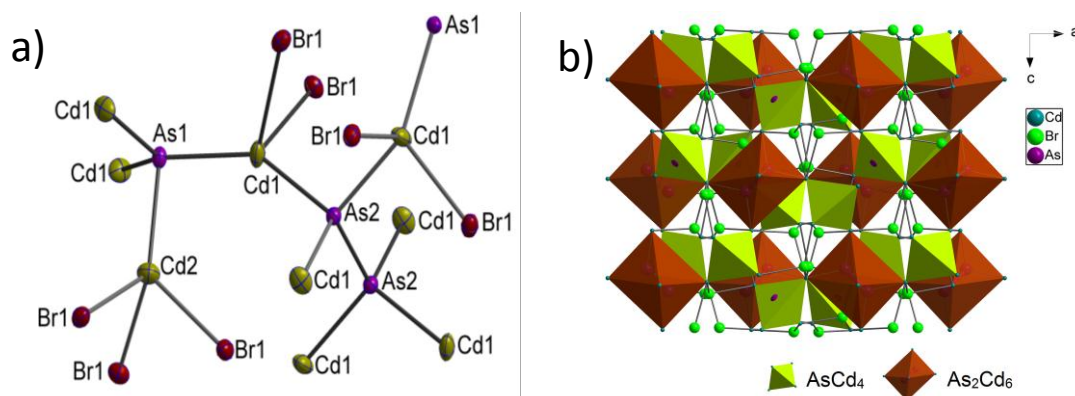 a)
Br1
As1
Br1
Cd1
As1
Br1
Cd1
Cd1
Cd1
As2
Cd1
Br1
Cd2
Cd1
As2
Br1
Br1
Br1
Cd1
Cd1
b)
a
c
Cd
Br
As
AsCd₄
As₂Cd₆